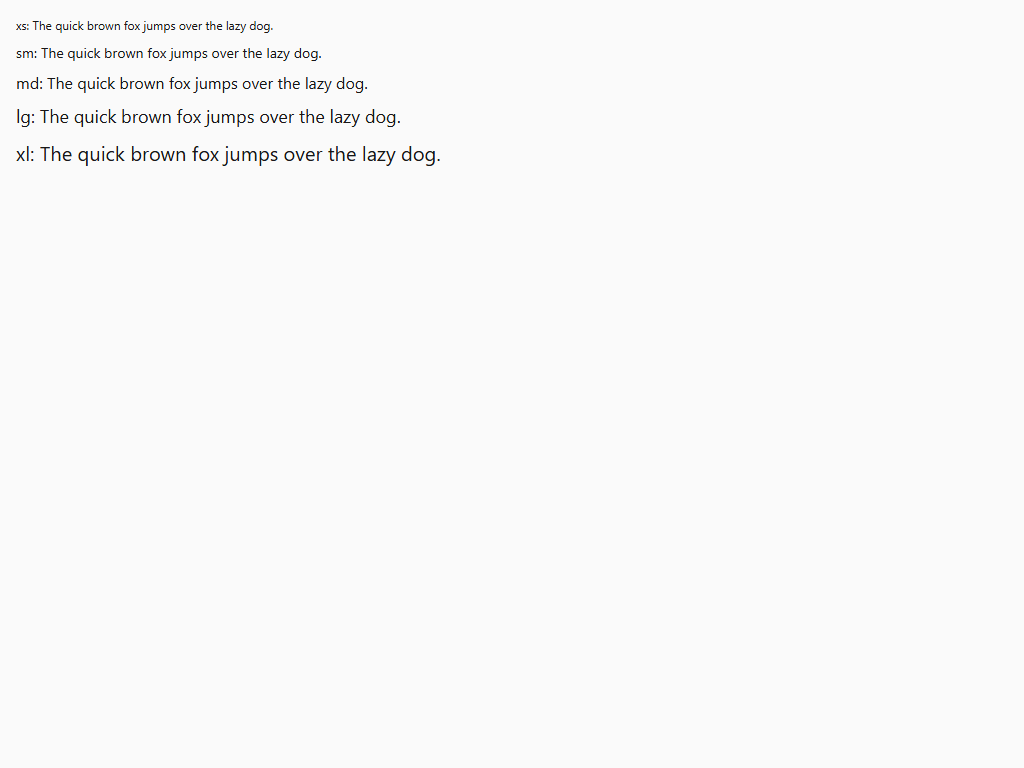 xs: The quick brown fox jumps over the lazy dog.
sm: The quick brown fox jumps over the lazy dog.
md: The quick brown fox jumps over the lazy dog.
lg: The quick brown fox jumps over the lazy dog.
xl: The quick brown fox jumps over the lazy dog.